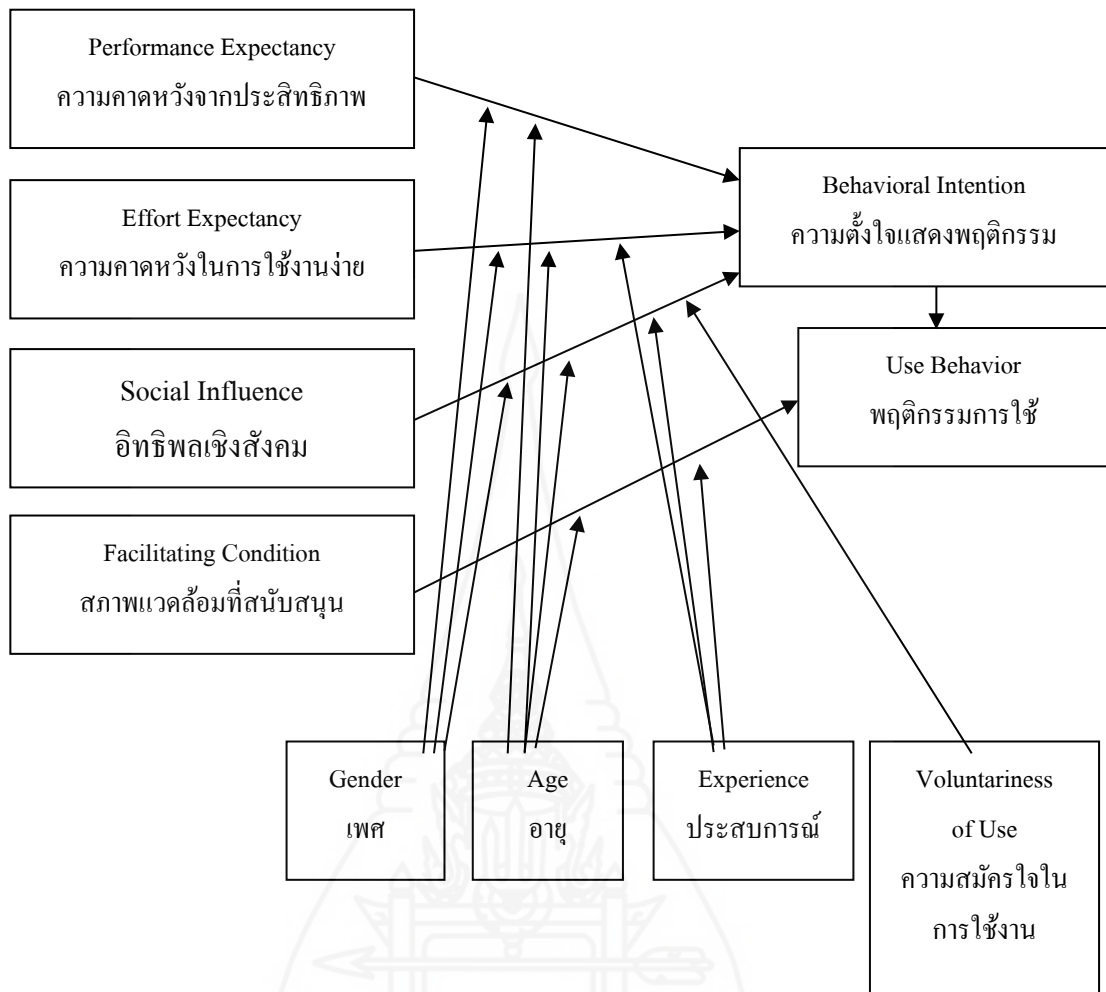 Performance Expectancy
ความคาดหวังจากประสิทธิภาพ
Effort Expectancy
ความคาดหวังในการใช้งานง่าย
Social Influence
อิทธิพลเชิงสังคม
Facilitating Condition
สภาพแวดล้อมที่สนับสนุน
Behavioral Intention
ความตั้งใจแสดงพฤติกรรม
Use Behavior
พฤติกรรมการใช้
Gender
เพศ
Age
อายุ
Experience
ประสบการณ์
Voluntariness
of Use
ความสมัครใจใน
การใช้งาน